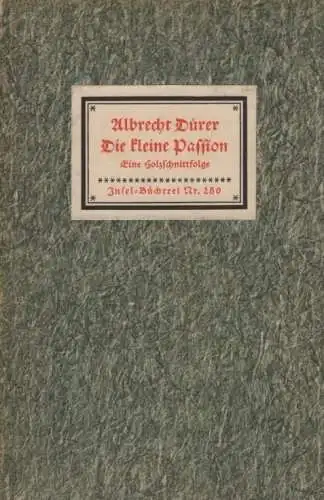 Albrecht Dürer
Die kleine Passion
Eine Holzschnittfolge
Insel-Bücherei Nr. 280